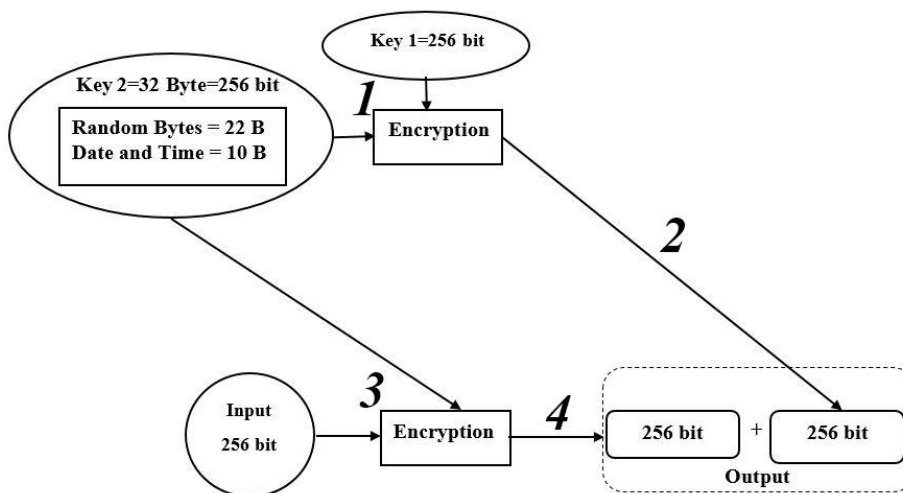 Key 1=256 bit
Key 2=32 Byte=256 bit
1
Random Bytes = 22 B
Encryption
Date and Time = 10 B
2
3
Input
256 bit
Encryption
4
256 bit + 256 bit
Output